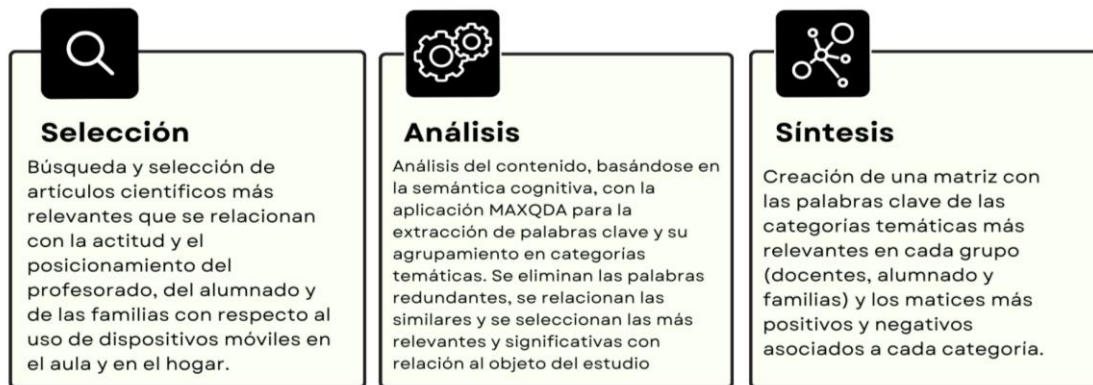 Selección
Búsqueda y selección de
artículos científicos más
relevantes que se relacionan
con la actitud y el
posicionamiento del
profesorado, del alumnado y
de las familias con respecto al
uso de dispositivos móviles en
el aula y en el hogar.
Análisis
Análisis del contenido, basándose en
la semántica cognitiva, con la
aplicación MAXQDA para la
extracción de palabras clave y su
agrupamiento en categorías
temáticas. Se eliminan las palabras
redundantes, se relacionan las
similares y se seleccionan las más
relevantes y significativas con
relación al objeto del estudio
Síntesis
Creación de una matriz con
las palabras clave de las
categorías temáticas más
relevantes en cada grupo
(docentes, alumnado y
familias) y los matices más
positivos y negativos
asociados a cada categoría.